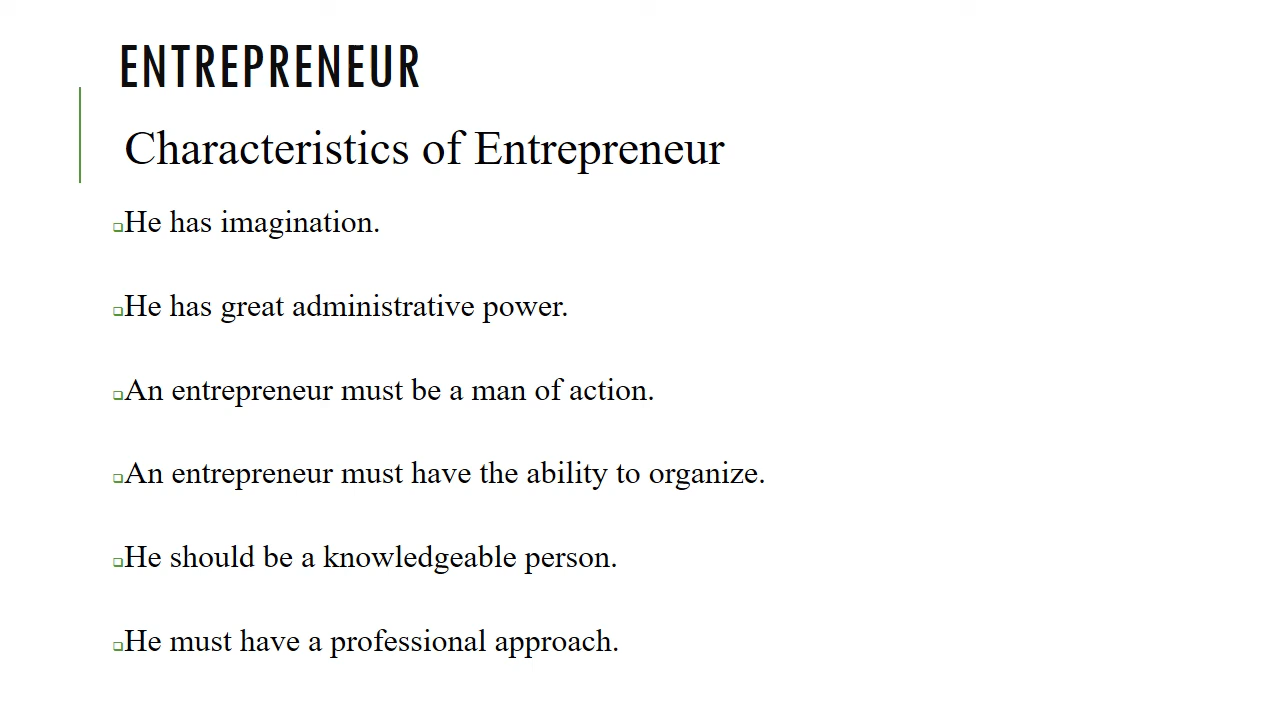 ENTREPRENEUR
Characteristics of Entrepreneur
❑He has imagination.
❑He has great administrative power.
❑An entrepreneur must be a man of action.
❑An entrepreneur must have the ability to organize.
❑He should be a knowledgeable person.
❑He must have a professional approach.